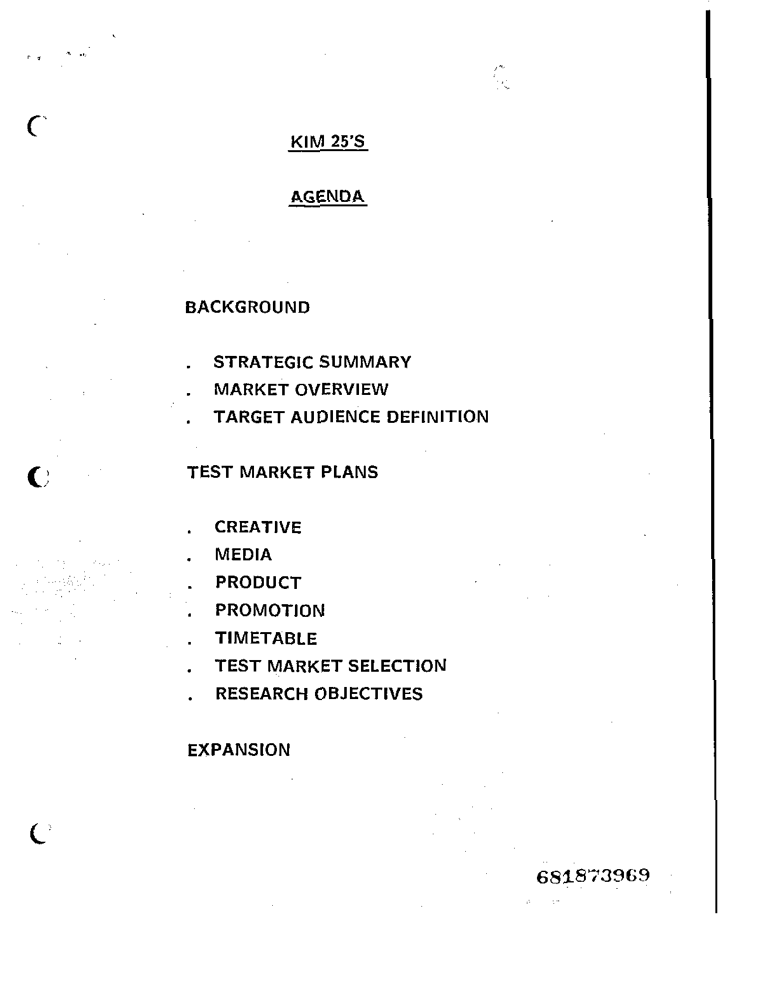 KIM 25'S
AGENDA
BACKGROUND
. STRATEGIC SUMMARY
. MARKET OVERVIEW
. TARGET AUDIENCE DEFINITION
TEST MARKET PLANS
. CREATIVE
. MEDIA
. PRODUCT
. PROMOTION
. TIMETABLE
. TEST MARKET SELECTION
. RESEARCH OBJECTIVES
EXPANSION
681873969